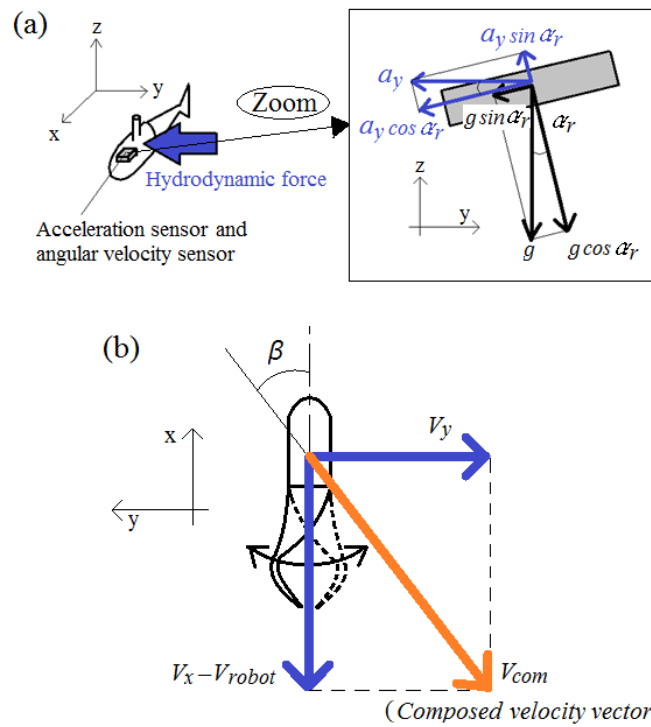 (a)
z
y
x
Zoom
Hydrodynamic force
Acceleration sensor and
angular velocity sensor
a_y sin α_r
a_y
a_y cos α_r
g sin α_r
α_r
z
y
g
g cos α_r
(b)
β
x
y
V_y
V_x − V_robot
V_com
(Composed velocity vector